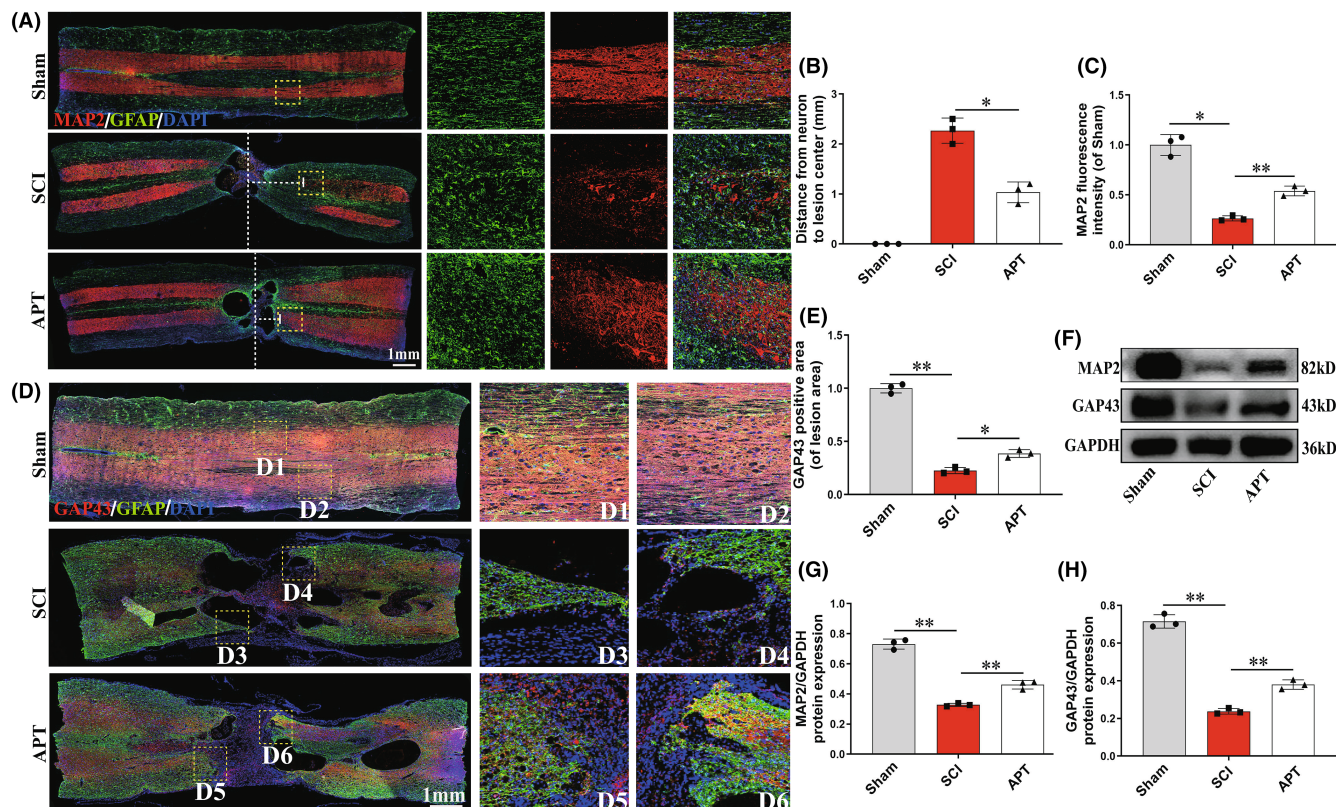 (A)
Sham
MAP2/GFAP/DAPI
SCI
APT
1mm
(B)
Distance from neuron
to lesion center (mm)
4
3
2
1
0
*
Sham
SCI
APT
(C)
MAP2 fluorescence
intensity (of Sham)
1.5
1.0
0.5
0.0
*
**
Sham
SCI
APT
(D)
Sham
D1
D2
GAP43/GFAP/DAPI
D1
D2
SCI
D4
D3
D3
D4
APT
D6
D5
1mm
D5
D6
(E)
GAP43 positive area
(of lesion area)
1.5
1.0
0.5
0.0
**
*
Sham
SCI
APT
(F)
MAP2
82kD
GAP43
43kD
GAPDH
36kD
Sham
SCI
APT
(G)
MAP2/GAPDH
protein expression
1.0
0.8
0.6
0.4
0.2
0.0
**
**
Sham
SCI
APT
(H)
GAP43/GAPDH
protein expression
0.8
0.6
0.4
0.2
0.0
**
**
Sham
SCI
APT